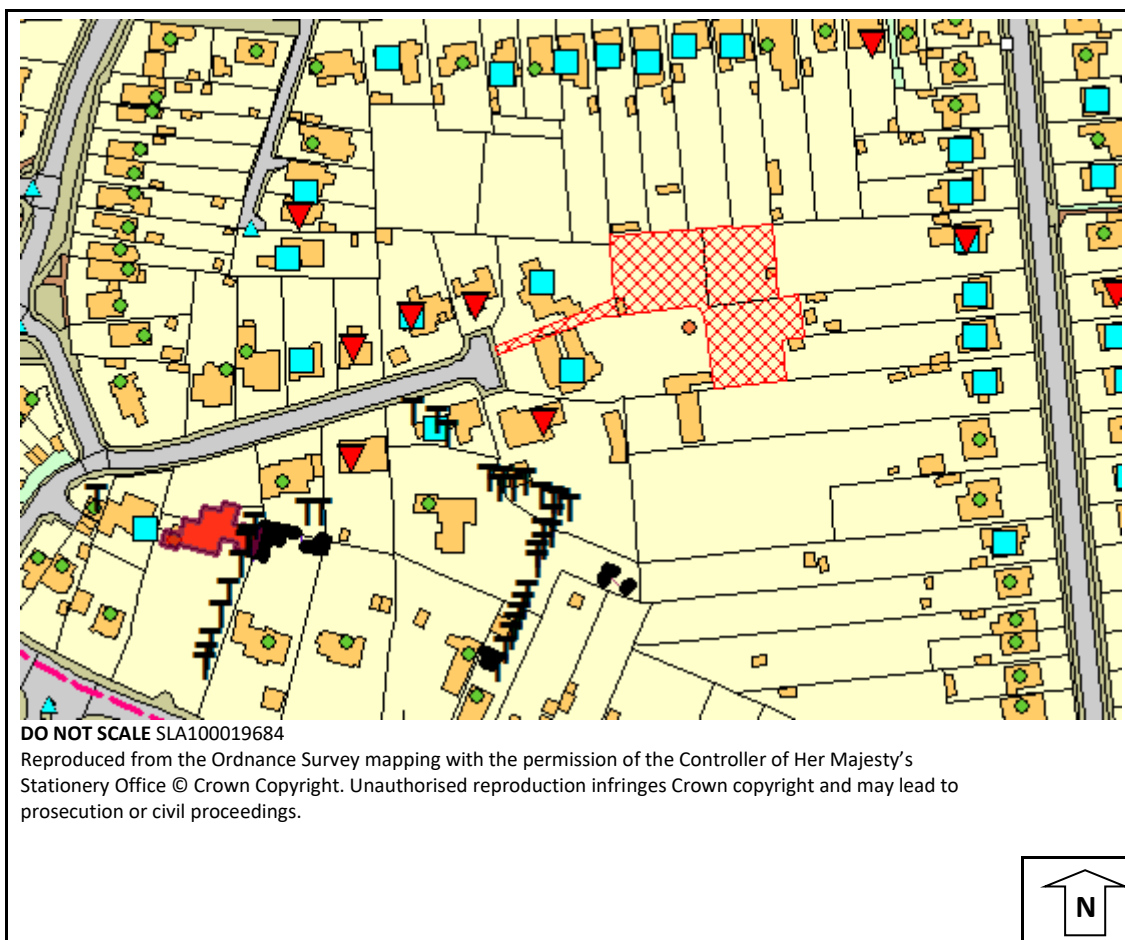 DO NOT SCALE SLA100019684
Reproduced from the Ordnance Survey mapping with the permission of the Controller of Her Majesty's
Stationery Office © Crown Copyright. Unauthorised reproduction infringes Crown copyright and may lead to
prosecution or civil proceedings.
N